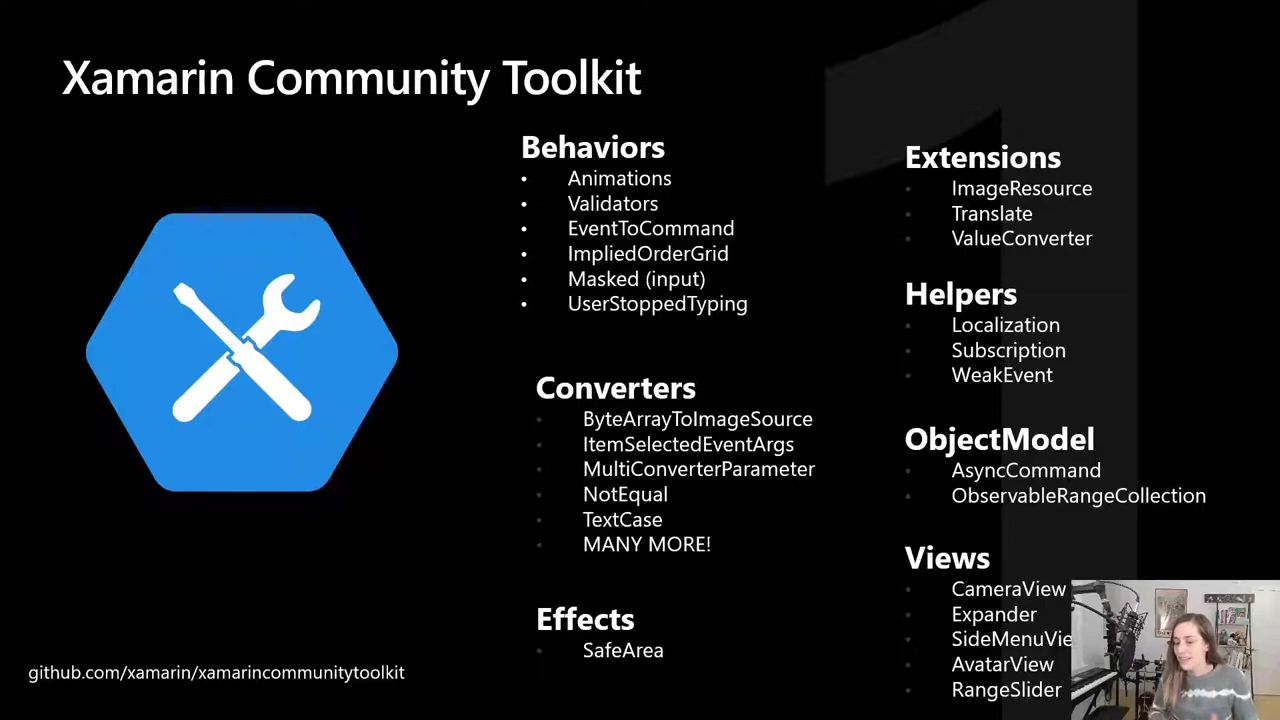 Xamarin Community Toolkit
Behaviors
• Animations
• Validators
• EventToCommand
• ImpliedOrderGrid
• Masked (input)
• UserStoppedTyping
Converters
• ByteArrayToImageSource
• ItemSelectedEventArgs
• MultiConverterParameter
• NotEqual
• TextCase
• MANY MORE!
Effects
• SafeArea
Extensions
• ImageResource
• Translate
• ValueConverter
Helpers
• Localization
• Subscription
• WeakEvent
ObjectModel
• AsyncCommand
• ObservableRangeCollection
Views
• CameraView
• Expander
• SideMenuVie
• AvatarView
• RangeSlider
github.com/xamarin/xamarincommunitytoolkit
1